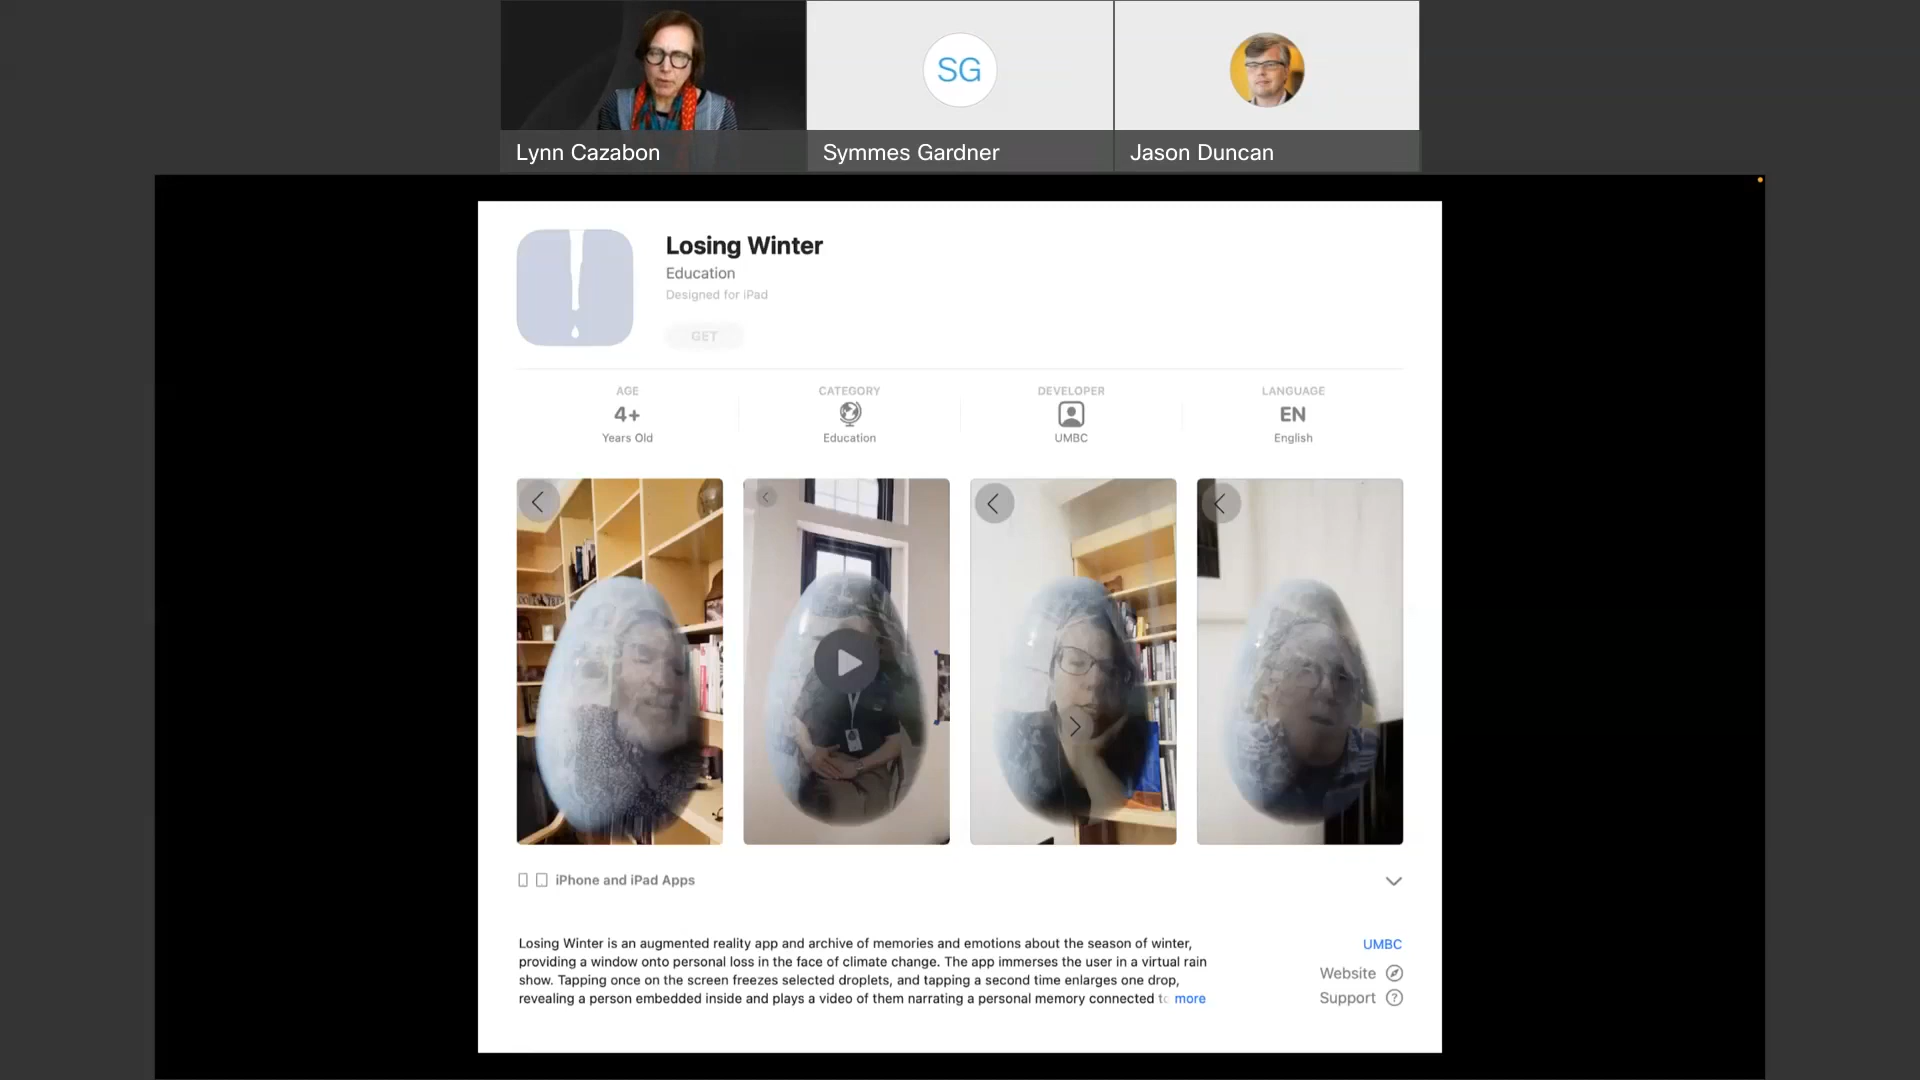 SG
Lynn Cazabon
Symmes Gardner
Jason Duncan
Losing Winter
Education
Designed for iPad
GET
AGE
4+
Years Old
CATEGORY
Education
DEVELOPER
UMBC
LANGUAGE
EN
English
iPhone and iPad Apps
Losing Winter is an augmented reality app and archive of memories and emotions about the season of winter,
providing a window onto personal loss in the face of climate change. The app immerses the user in a virtual rain
show. Tapping once on the screen freezes selected droplets, and tapping a second time enlarges one drop,
revealing a person embedded inside and plays a video of them narrating a personal memory connected to more
UMBC
Website
Support